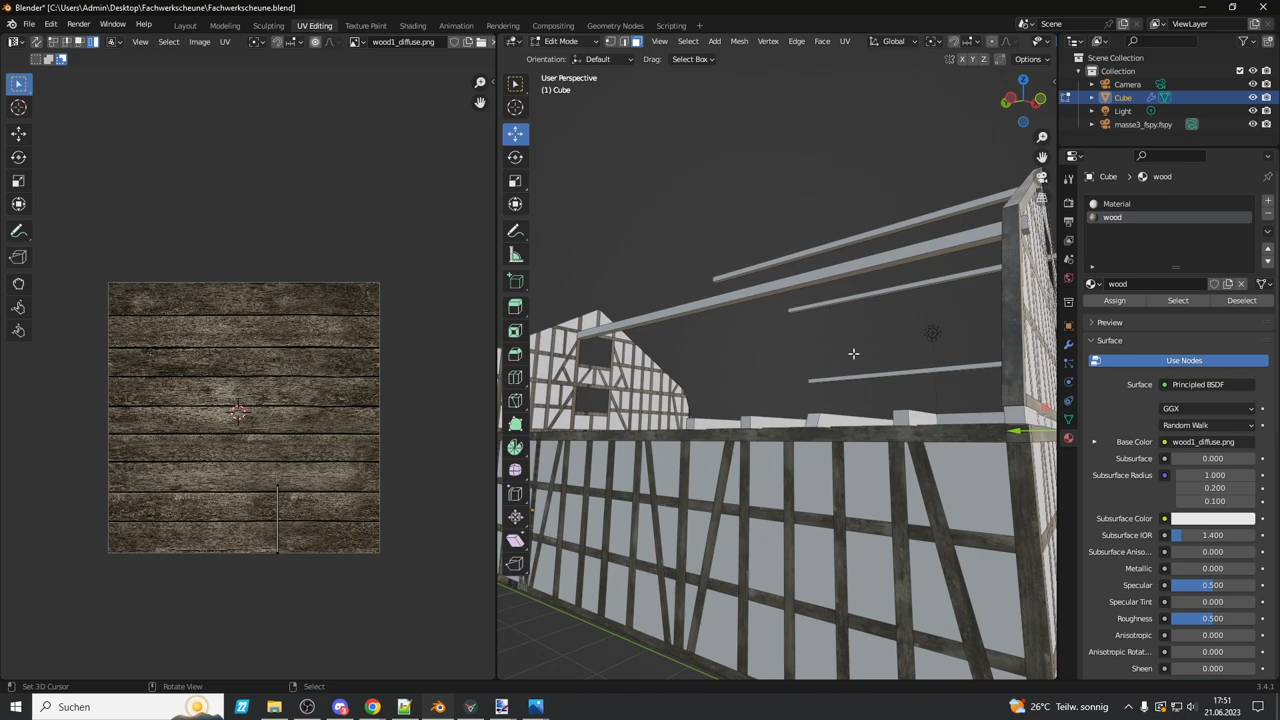 Blender* [C:\Users\Admin\Desktop\Fachwerkscheune\Fachwerkscheune.blend]
File Edit Render Window Help Layout Modeling Sculpting UV Editing Texture Paint Shading Animation Rendering Compositing Geometry Nodes Scripting Scene ViewLayer
View Select Image UV wood1_diffuse.png Edit Mode View Select Add Mesh Vertex Edge Face UV Global
Orientation: Default Drag: Select Box X Y Z Options
Scene Collection
Collection
Camera
Cube
Light
masse3_fspy.fspy
User Perspective
(1) Cube
Cube wood
Material
wood
wood
Assign Select Deselect
Preview
Surface
Use Nodes
Surface Principled BSDF
GGX
Random Walk
Base Color wood1_diffuse.png
Subsurface 0.000
Subsurface Radius 1.000
0.200
0.100
Subsurface Color
Subsurface IOR 1.400
Subsurface Aniso... 0.000
Metallic 0.000
Specular 0.500
Specular Tint 0.000
Roughness 0.500
Anisotropic 0.000
Anisotropic Rotat... 0.000
Sheen 0.000
Set 3D Cursor Rotate View Select 3.4.1
Suchen 26°C Teilw. sonnig 17:51
21.06.2023